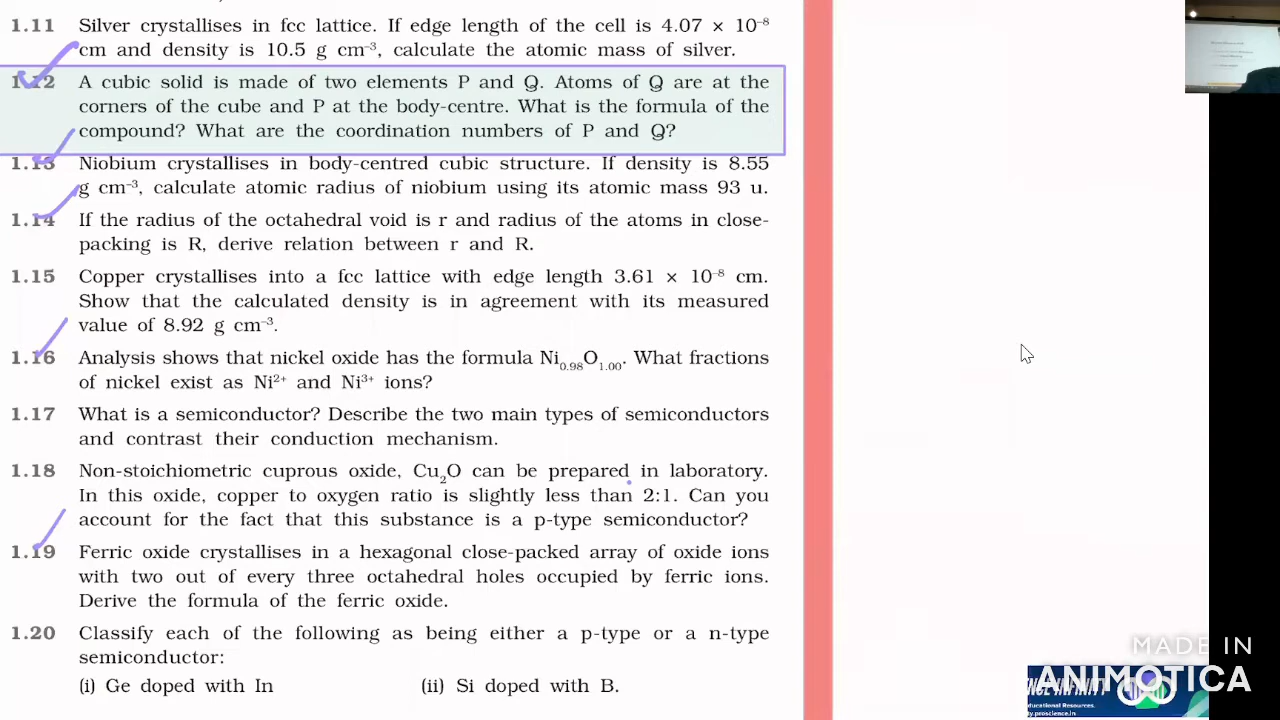 1.11 Silver crystallises in fcc lattice. If edge length of the cell is 4.07 × 10⁻⁸
cm and density is 10.5 g cm⁻³, calculate the atomic mass of silver.
1.12 A cubic solid is made of two elements P and Q. Atoms of Q are at the
corners of the cube and P at the body-centre. What is the formula of the
compound? What are the coordination numbers of P and Q?
1.13 Niobium crystallises in body-centred cubic structure. If density is 8.55
g cm⁻³, calculate atomic radius of niobium using its atomic mass 93 u.
1.14 If the radius of the octahedral void is r and radius of the atoms in close-
packing is R, derive relation between r and R.
1.15 Copper crystallises into a fcc lattice with edge length 3.61 × 10⁻⁸ cm.
Show that the calculated density is in agreement with its measured
value of 8.92 g cm⁻³.
1.16 Analysis shows that nickel oxide has the formula Ni₀.₉₈O₁.₀₀. What fractions
of nickel exist as Ni²⁺ and Ni³⁺ ions?
1.17 What is a semiconductor? Describe the two main types of semiconductors
and contrast their conduction mechanism.
1.18 Non-stoichiometric cuprous oxide, Cu₂O can be prepared in laboratory.
In this oxide, copper to oxygen ratio is slightly less than 2:1. Can you
account for the fact that this substance is a p-type semiconductor?
1.19 Ferric oxide crystallises in a hexagonal close-packed array of oxide ions
with two out of every three octahedral holes occupied by ferric ions.
Derive the formula of the ferric oxide.
1.20 Classify each of the following as being either a p-type or a n-type
semiconductor:
(i) Ge doped with In (ii) Si doped with B.
MADE IN
ANIMOTICA
INFINITY
Educational Resources.
ty.proscience.in